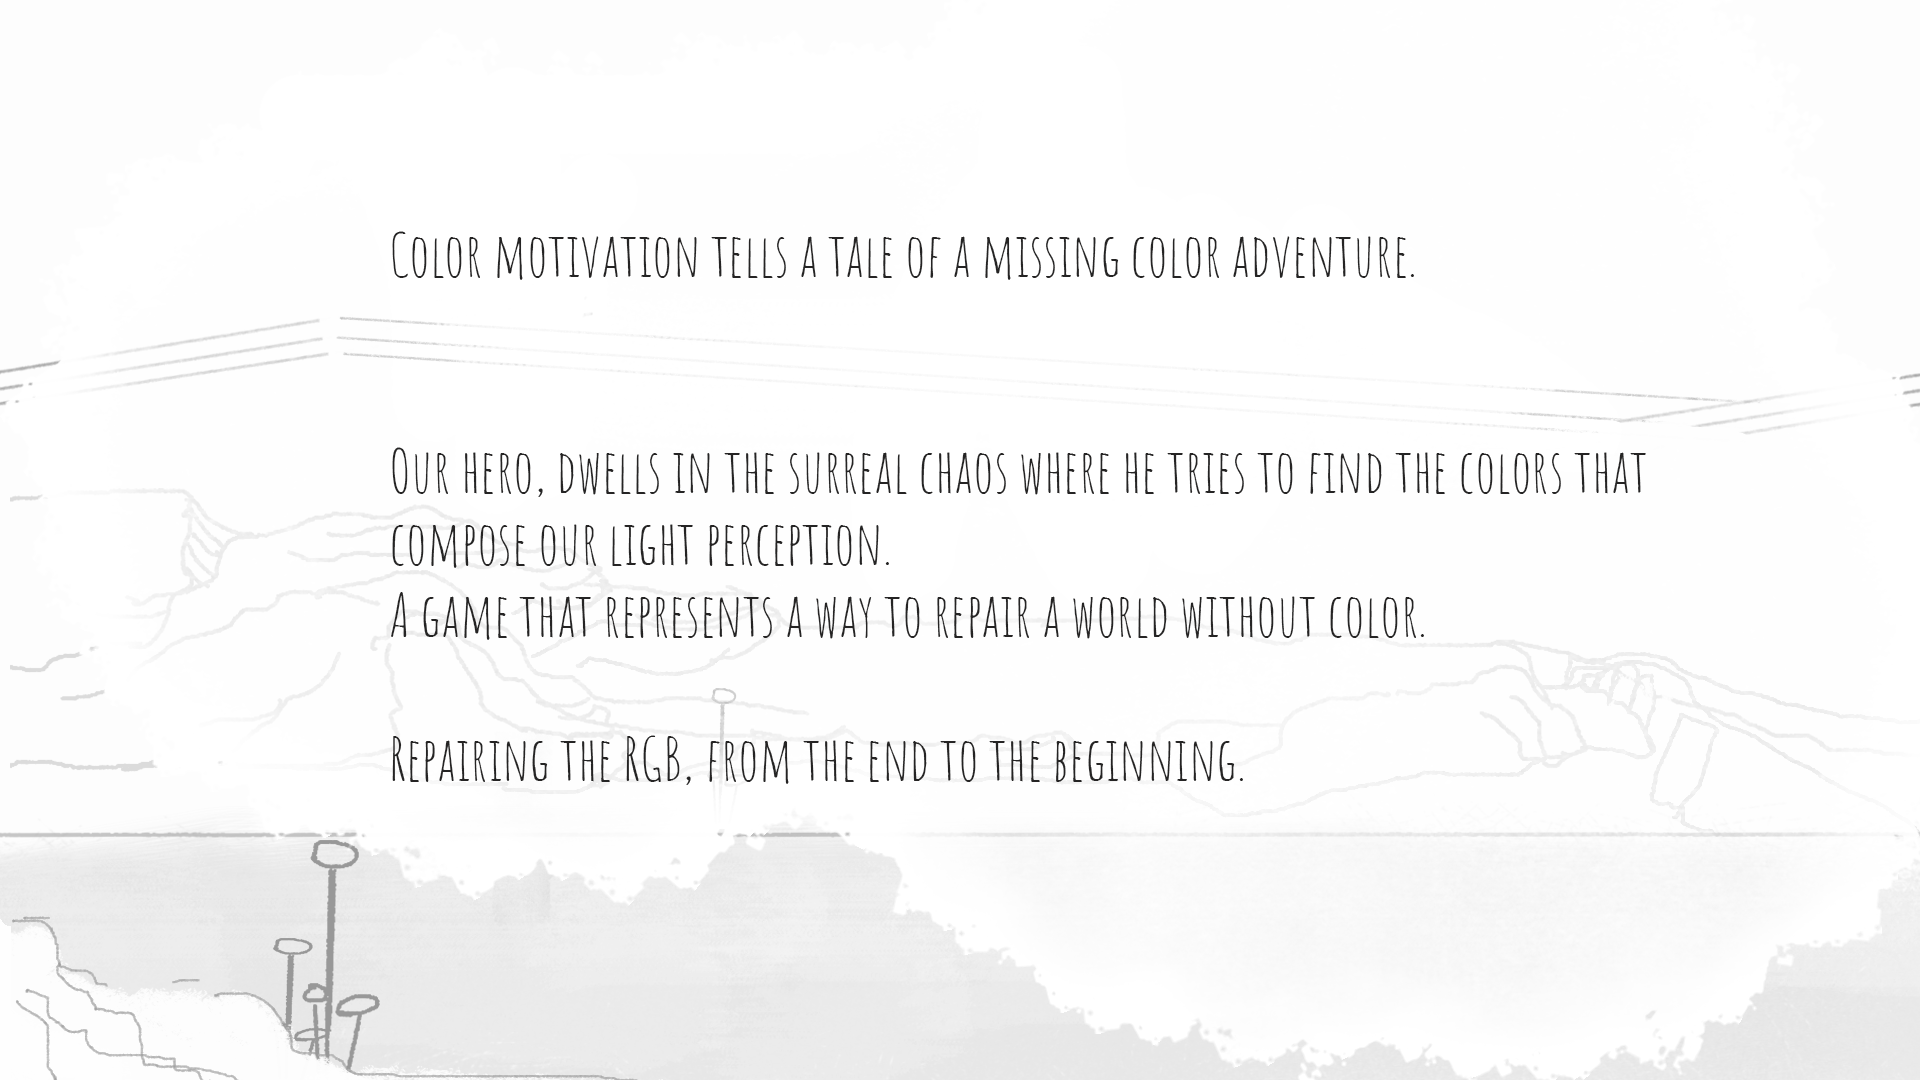 Color motivation tells a tale of a missing color adventure.
Our hero, dwells in the surreal chaos where he tries to find the colors that
compose our light perception.
A game that represents a way to repair a world without color.
Repairing the RGB, from the end to the beginning.